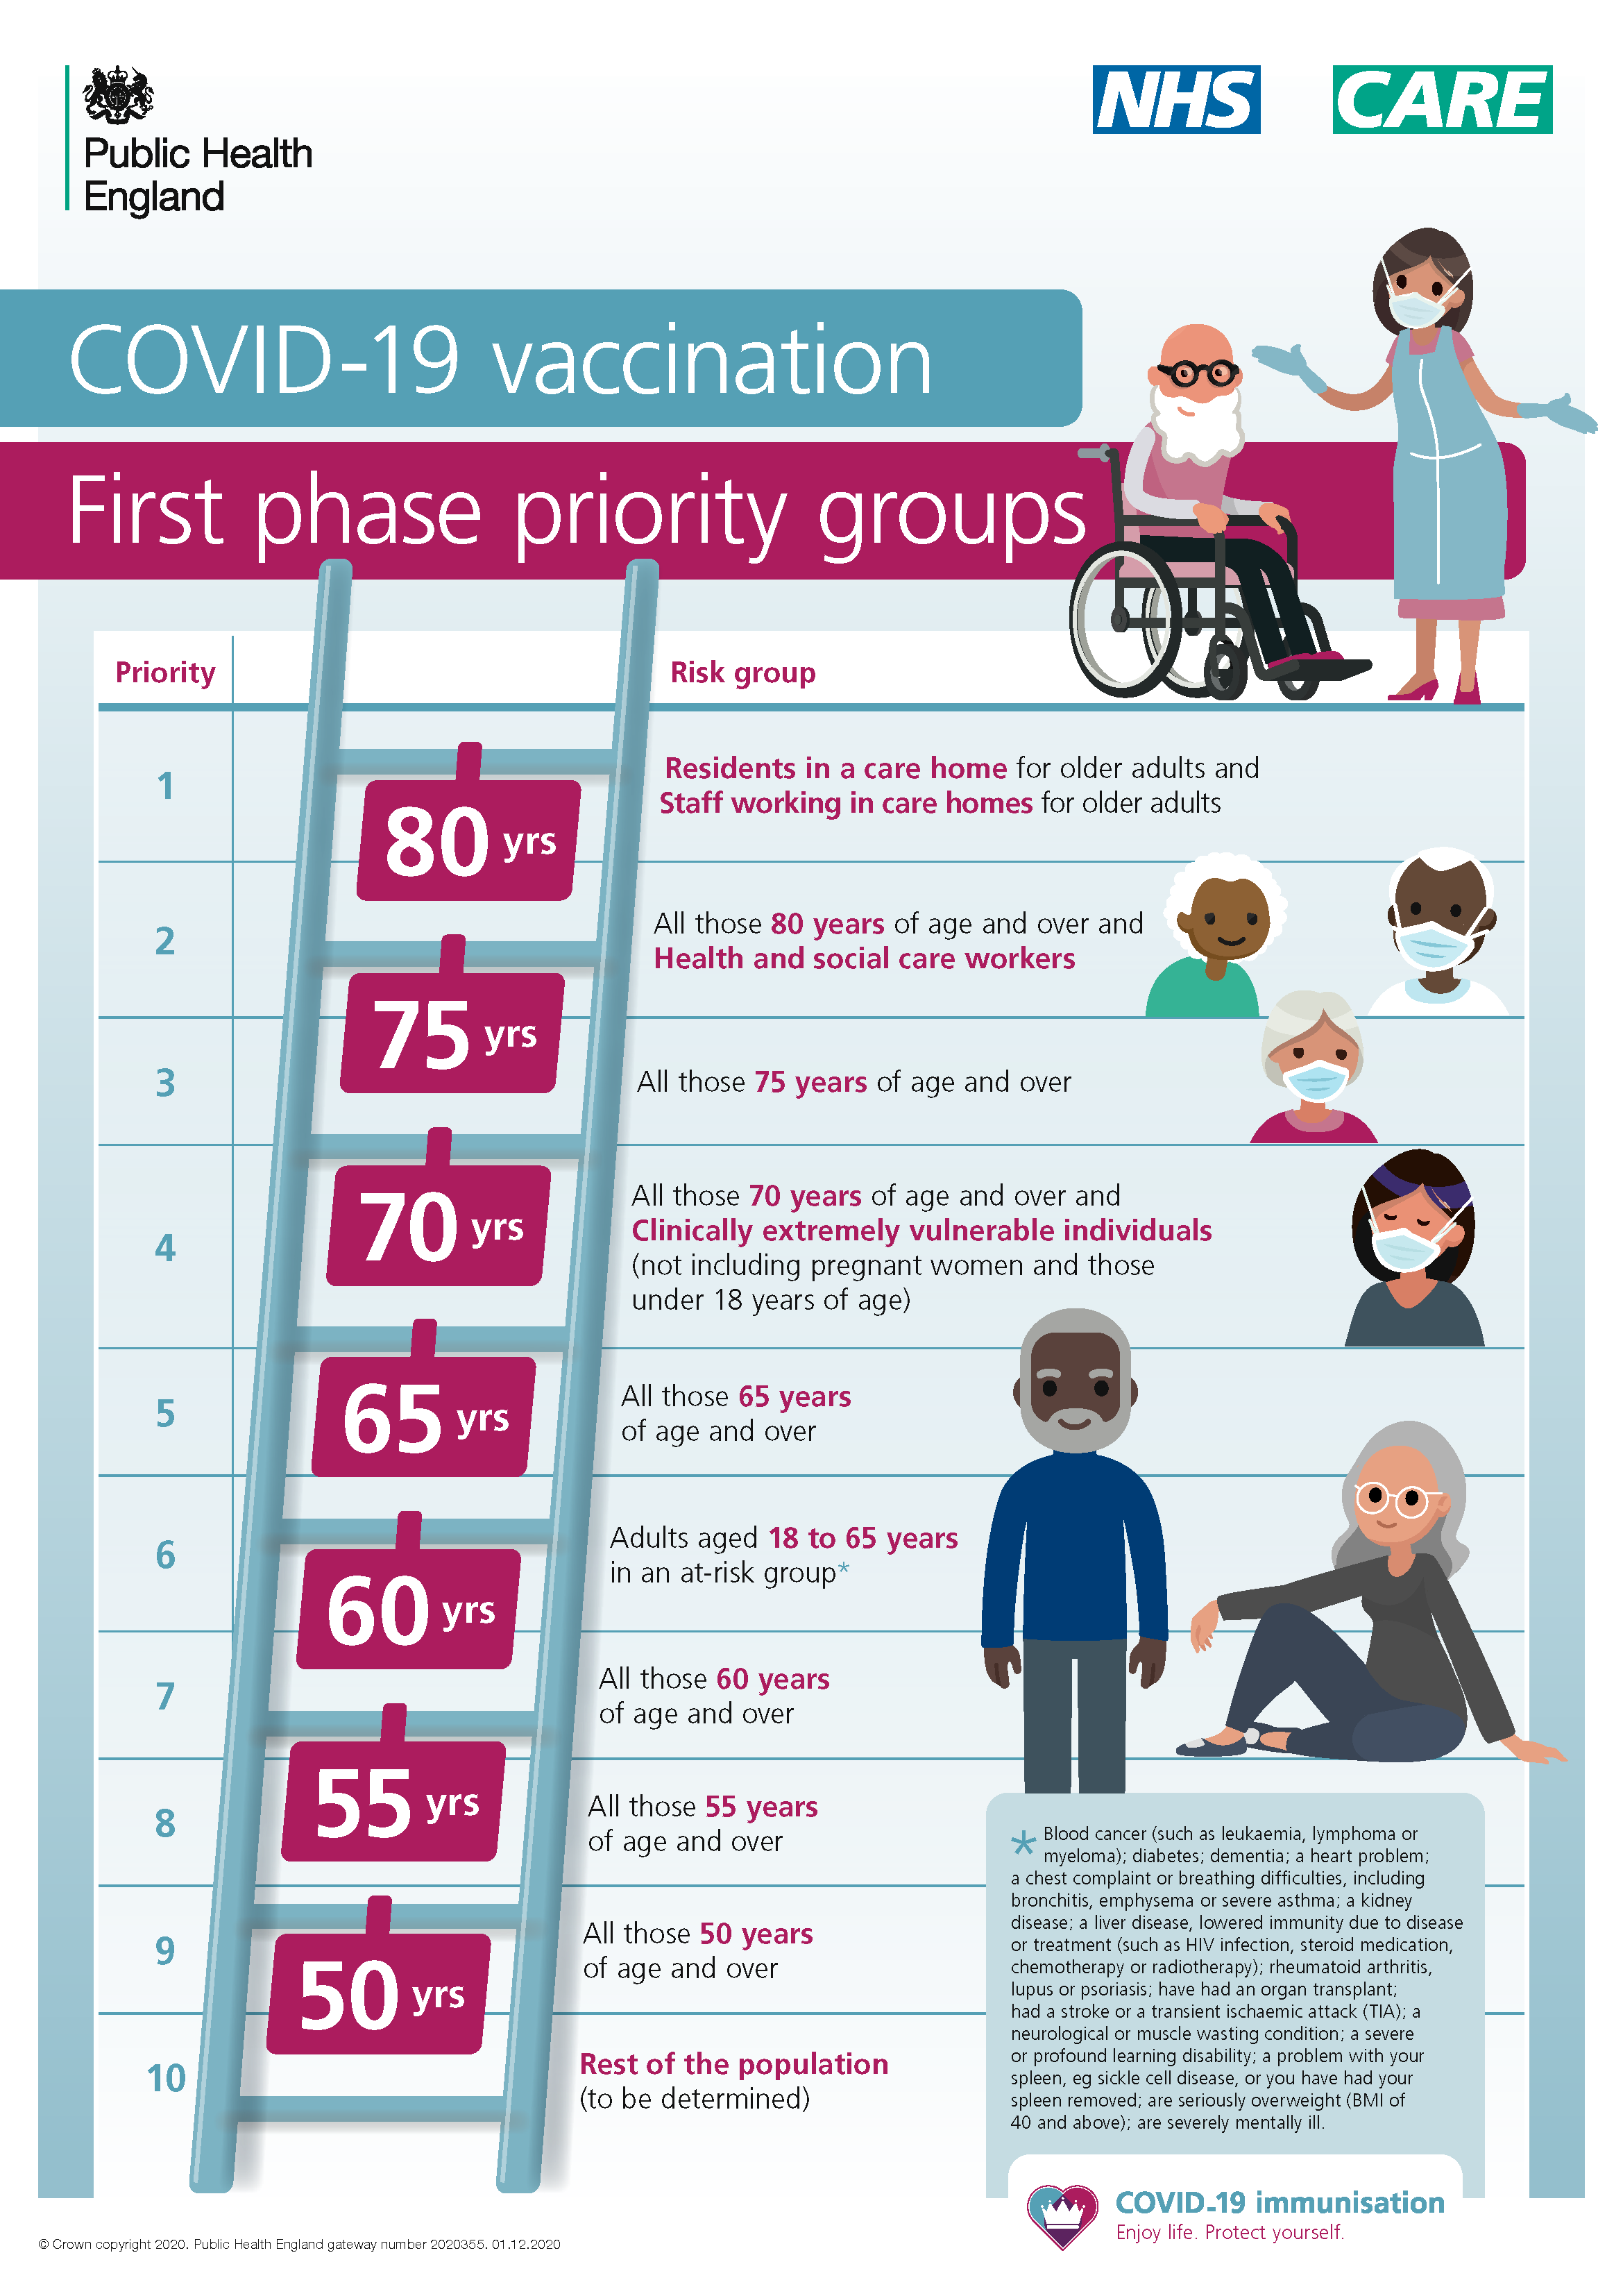 Public Health
England
NHS
CARE
COVID-19 vaccination
First phase priority groups
Priority
Risk group
1
80 yrs
Residents in a care home for older adults and
Staff working in care homes for older adults
2
75 yrs
All those 80 years of age and over and
Health and social care workers
3
All those 75 years of age and over
4
70 yrs
All those 70 years of age and over and
Clinically extremely vulnerable individuals
(not including pregnant women and those
under 18 years of age)
5
65 yrs
All those 65 years
of age and over
6
60 yrs
Adults aged 18 to 65 years
in an at-risk group*
7
All those 60 years
of age and over
8
55 yrs
All those 55 years
of age and over
9
50 yrs
All those 50 years
of age and over
10
Rest of the population
(to be determined)
* Blood cancer (such as leukaemia, lymphoma or
myeloma); diabetes; dementia; a heart problem;
a chest complaint or breathing difficulties, including
bronchitis, emphysema or severe asthma; a kidney
disease; a liver disease, lowered immunity due to disease
or treatment (such as HIV infection, steroid medication,
chemotherapy or radiotherapy); rheumatoid arthritis,
lupus or psoriasis; have had an organ transplant;
had a stroke or a transient ischaemic attack (TIA); a
neurological or muscle wasting condition; a severe
or profound learning disability; a problem with your
spleen, eg sickle cell disease, or you have had your
spleen removed; are seriously overweight (BMI of
40 and above); are severely mentally ill.
COVID-19 immunisation
Enjoy life. Protect yourself.
© Crown copyright 2020. Public Health England gateway number 2020355. 01.12.2020